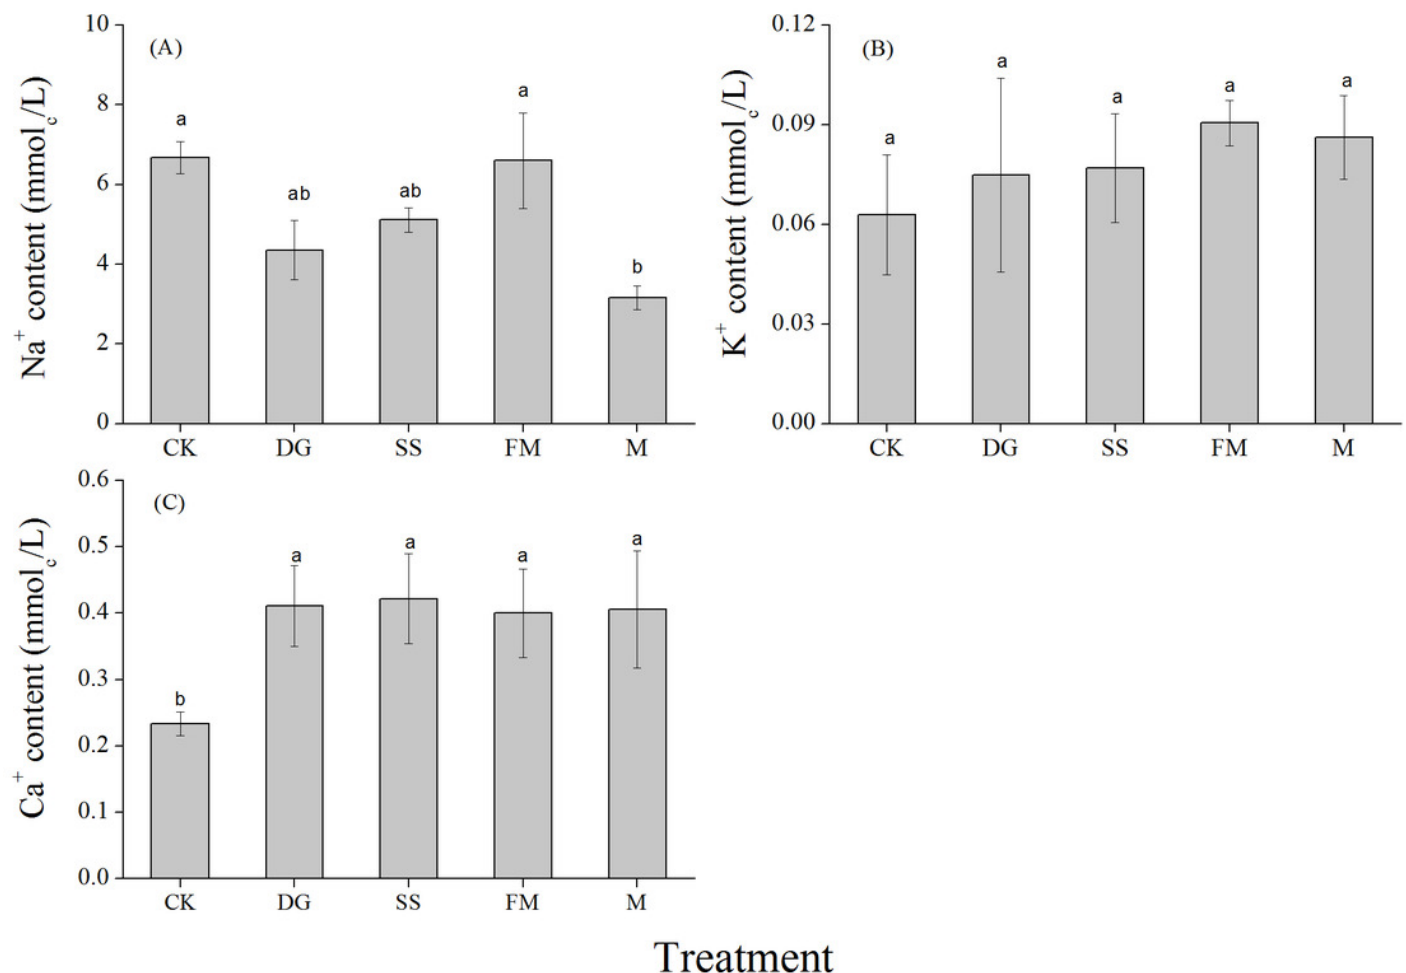 (A)
Na+ content (mmolc/L)
10
8
6
4
2
0
a
ab
ab
a
b
CK DG SS FM M
(B)
K+ content (mmolc/L)
0.12
0.09
0.06
0.03
0.00
a
a
a
a
a
CK DG SS FM M
(C)
Ca+ content (mmolc/L)
0.6
0.5
0.4
0.3
0.2
0.1
0.0
b
a
a
a
a
CK DG SS FM M
Treatment